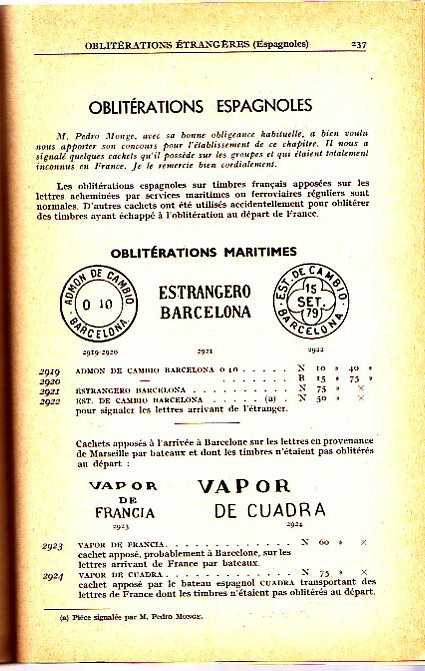 OBLITÉRATIONS ÉTRANGÈRES (Espagnoles) 237
OBLITÉRATIONS ESPAGNOLES
M. Pedro Monge, avec sa bonne obligeance habituelle, a bien voulu
nous apporter son concours pour l'établissement de ce chapitre. Il nous a
signalé quelques cachets qu'il possède sur les groupes et qui étaient totalement
inconnus en France. Je le remercie bien cordialement.
Les oblitérations espagnoles sur timbres français apposées sur les
lettres acheminées par services maritimes ou ferroviaires réguliers sont
normales. D'autres cachets ont été utilisés accidentellement pour oblitérer
des timbres ayant échappé à l'oblitération au départ de France.
OBLITÉRATIONS MARITIMES
ADMON DE CAMBIO
0 10
BARCELONA.
ESTRANGERO
BARCELONA
EST. DE CAMBIO
15
SET.
(79)
BARCELONA
2919-2920 2921 2922
2919 ADMON DE CAMBIO BARCELONA 0 10 . . . . . N 10 » 40 »
2920 — . . . . . B 15 » 75 »
2921 ESTRANGERO BARCELONA . . . . . . . . N 75 » ×
2922 EST. DE CAMBIO BARCELONA . . . . . (a) . N 50 » ×
pour signaler les lettres arrivant de l'étranger.
Cachets apposés à l'arrivée à Barcelone sur les lettres en provenance
de Marseille par bateaux et dont les timbres n'étaient pas oblitérés
au départ :
VAPOR
DE
FRANCIA
2923
VAPOR
DE CUADRA
2924
2923 VAPOR DE FRANCIA. . . . . . . . . . . . N 60 » ×
cachet apposé, probablement à Barcelone, sur les
lettres arrivant de France par bateaux.
2924 VAPOR DE CUADRA. . . . . . . . . . . . N 75 » ×
cachet apposé par le bateau espagnol CUADRA transportant des
lettres de France dont les timbres n'étaient pas oblitérés au départ.
(a) Pièce signalée par M. Pedro MONGE.